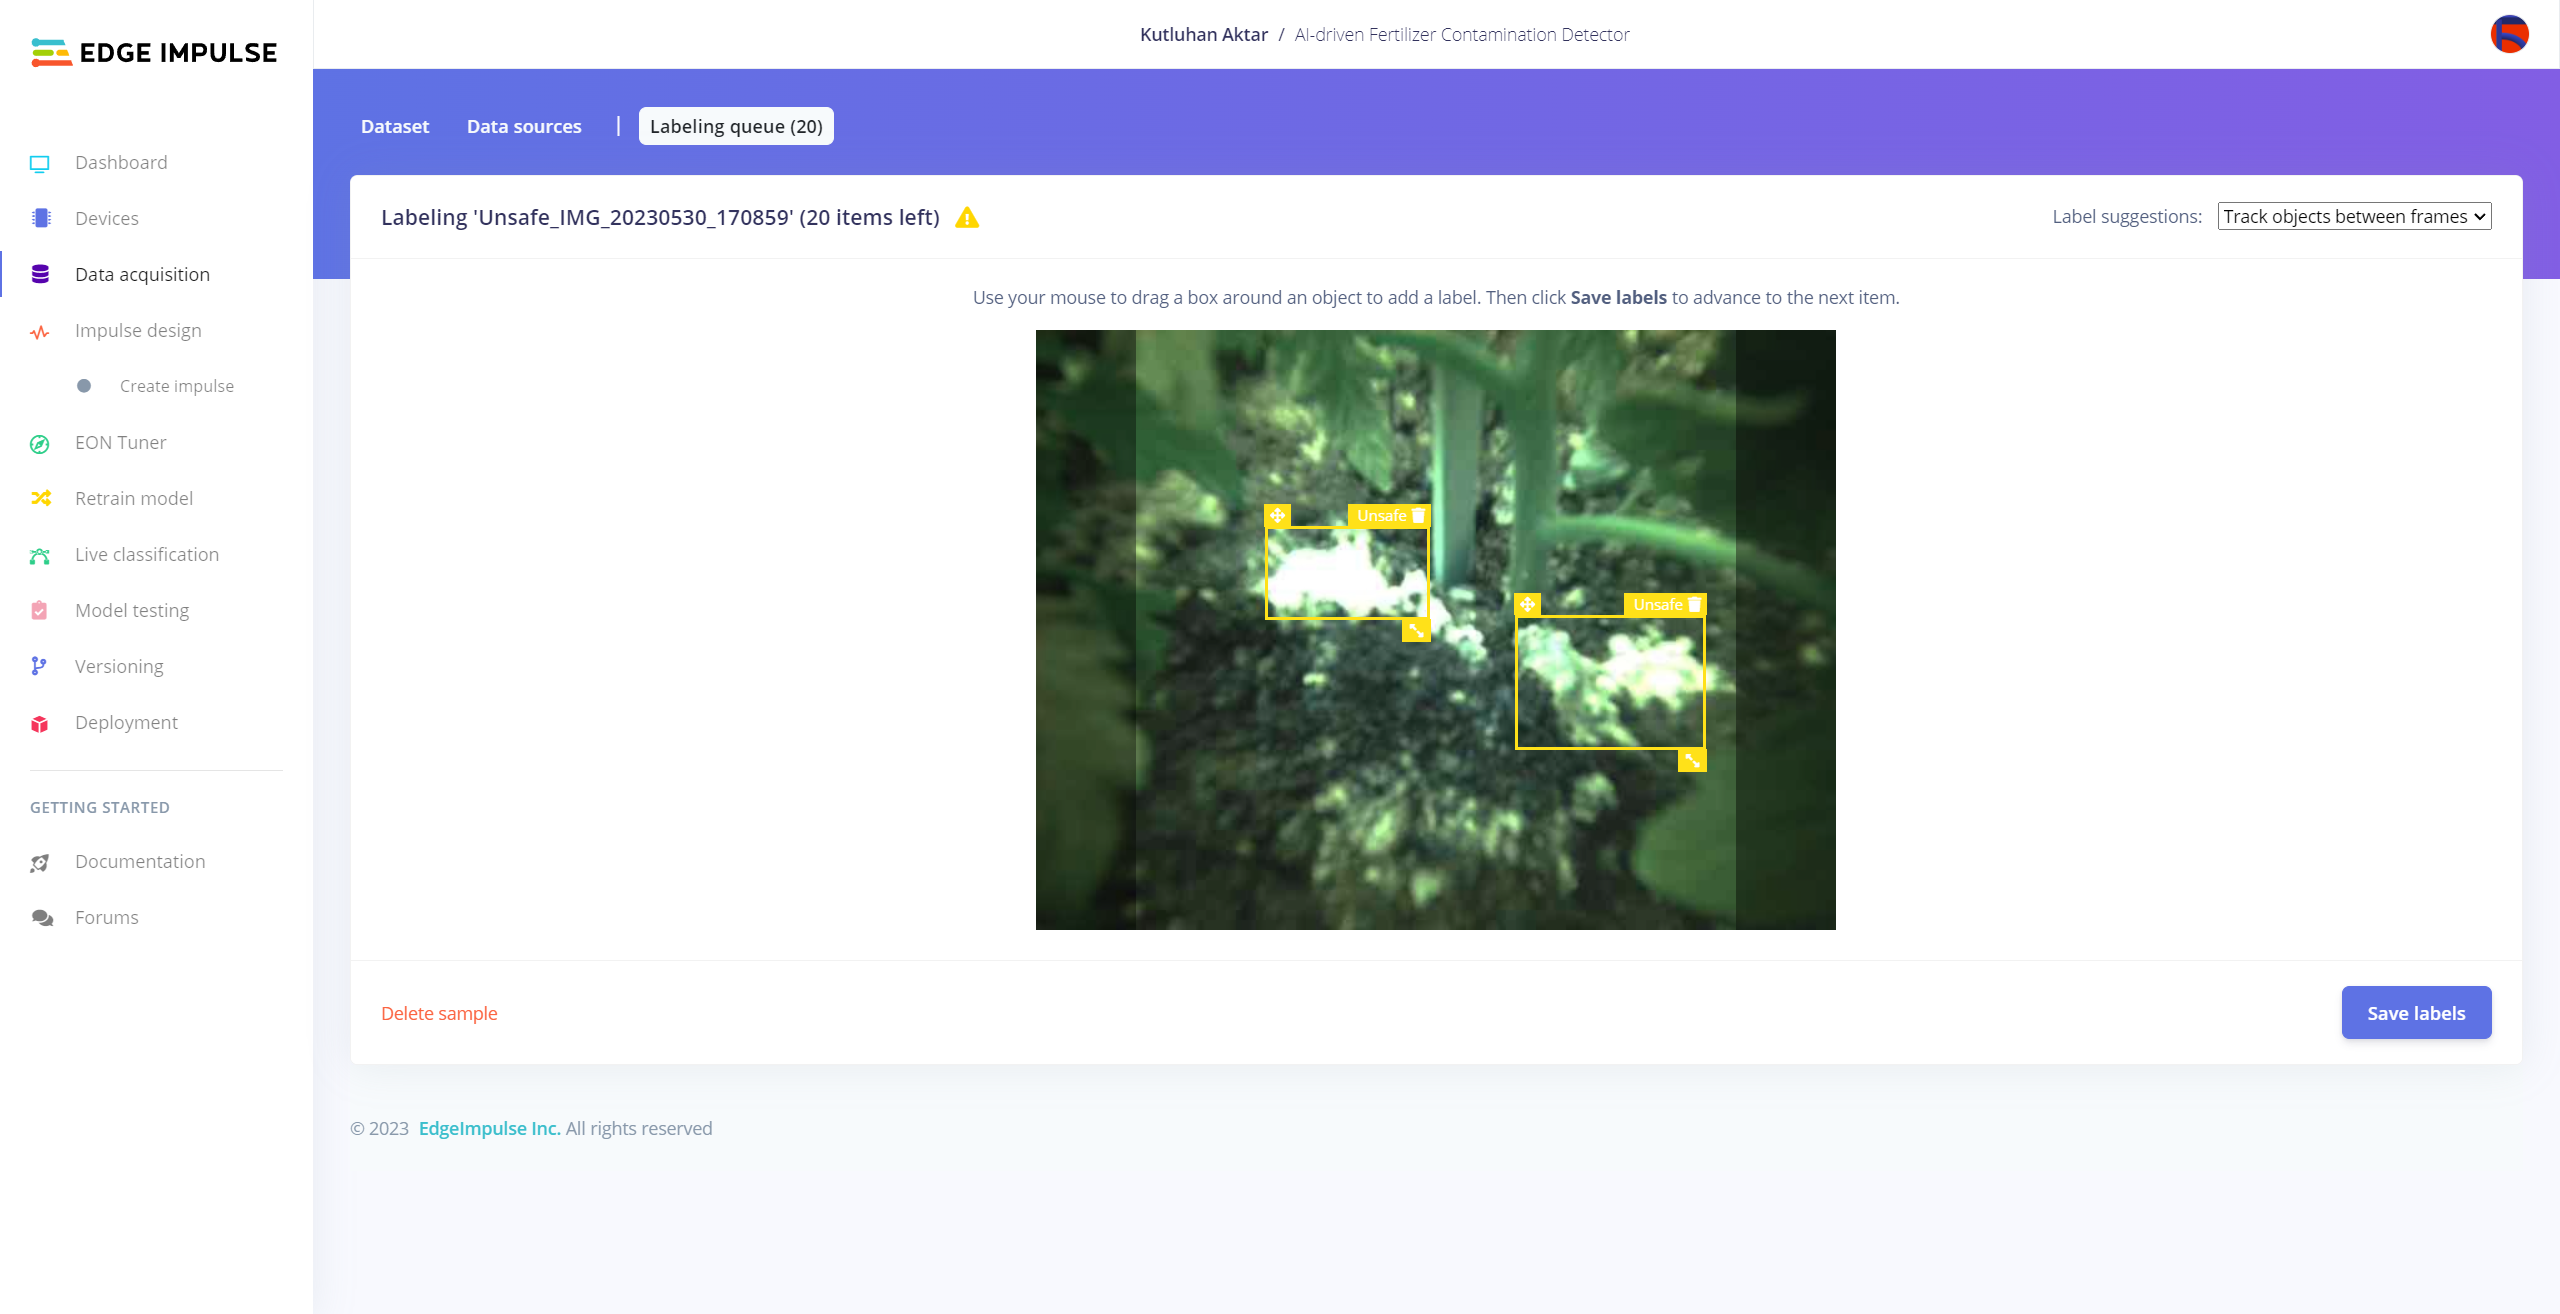 EDGE IMPULSE
Kutluhan Aktar / AI-driven Fertilizer Contamination Detector
Dashboard
Devices
Data acquisition
Impulse design
Create impulse
EON Tuner
Retrain model
Live classification
Model testing
Versioning
Deployment
GETTING STARTED
Documentation
Forums
Dataset
Data sources
Labeling queue (20)
Labeling 'Unsafe_IMG_20230530_170859' (20 items left)
Label suggestions: Track objects between frames
Use your mouse to drag a box around an object to add a label. Then click Save labels to advance to the next item.
Unsafe
Unsafe
Delete sample
Save labels
© 2023 EdgeImpulse Inc. All rights reserved